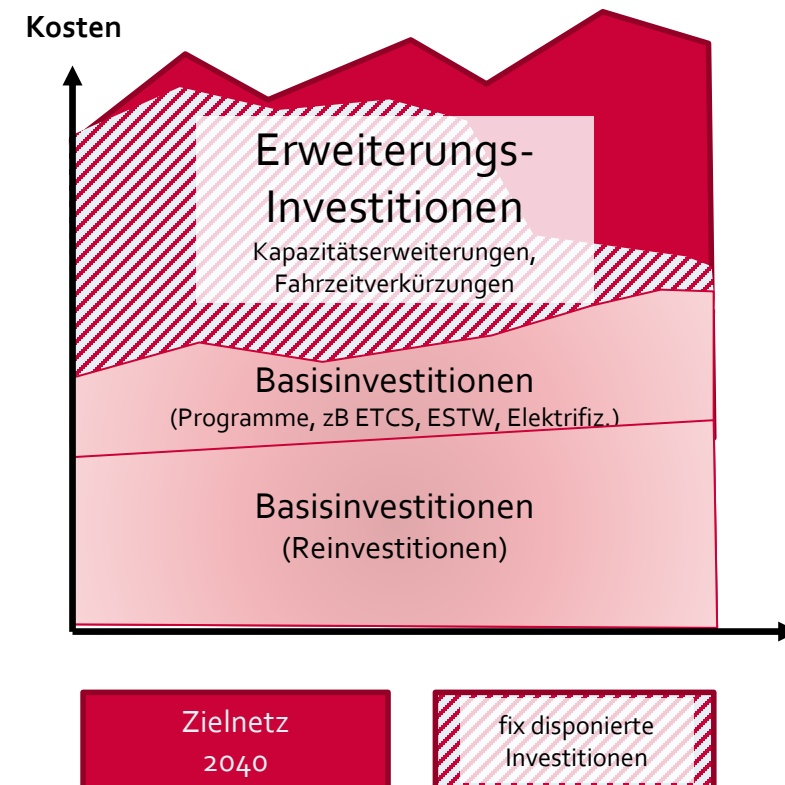 Kosten
Erweiterungs-
Investitionen
Kapazitätserweiterungen,
Fahrzeitverkürzungen
Basisinvestitionen
(Programme, zB ETCS, ESTW, Elektrifiz.)
Basisinvestitionen
(Reinvestitionen)
Zielnetz
2040
fix disponierte
Investitionen